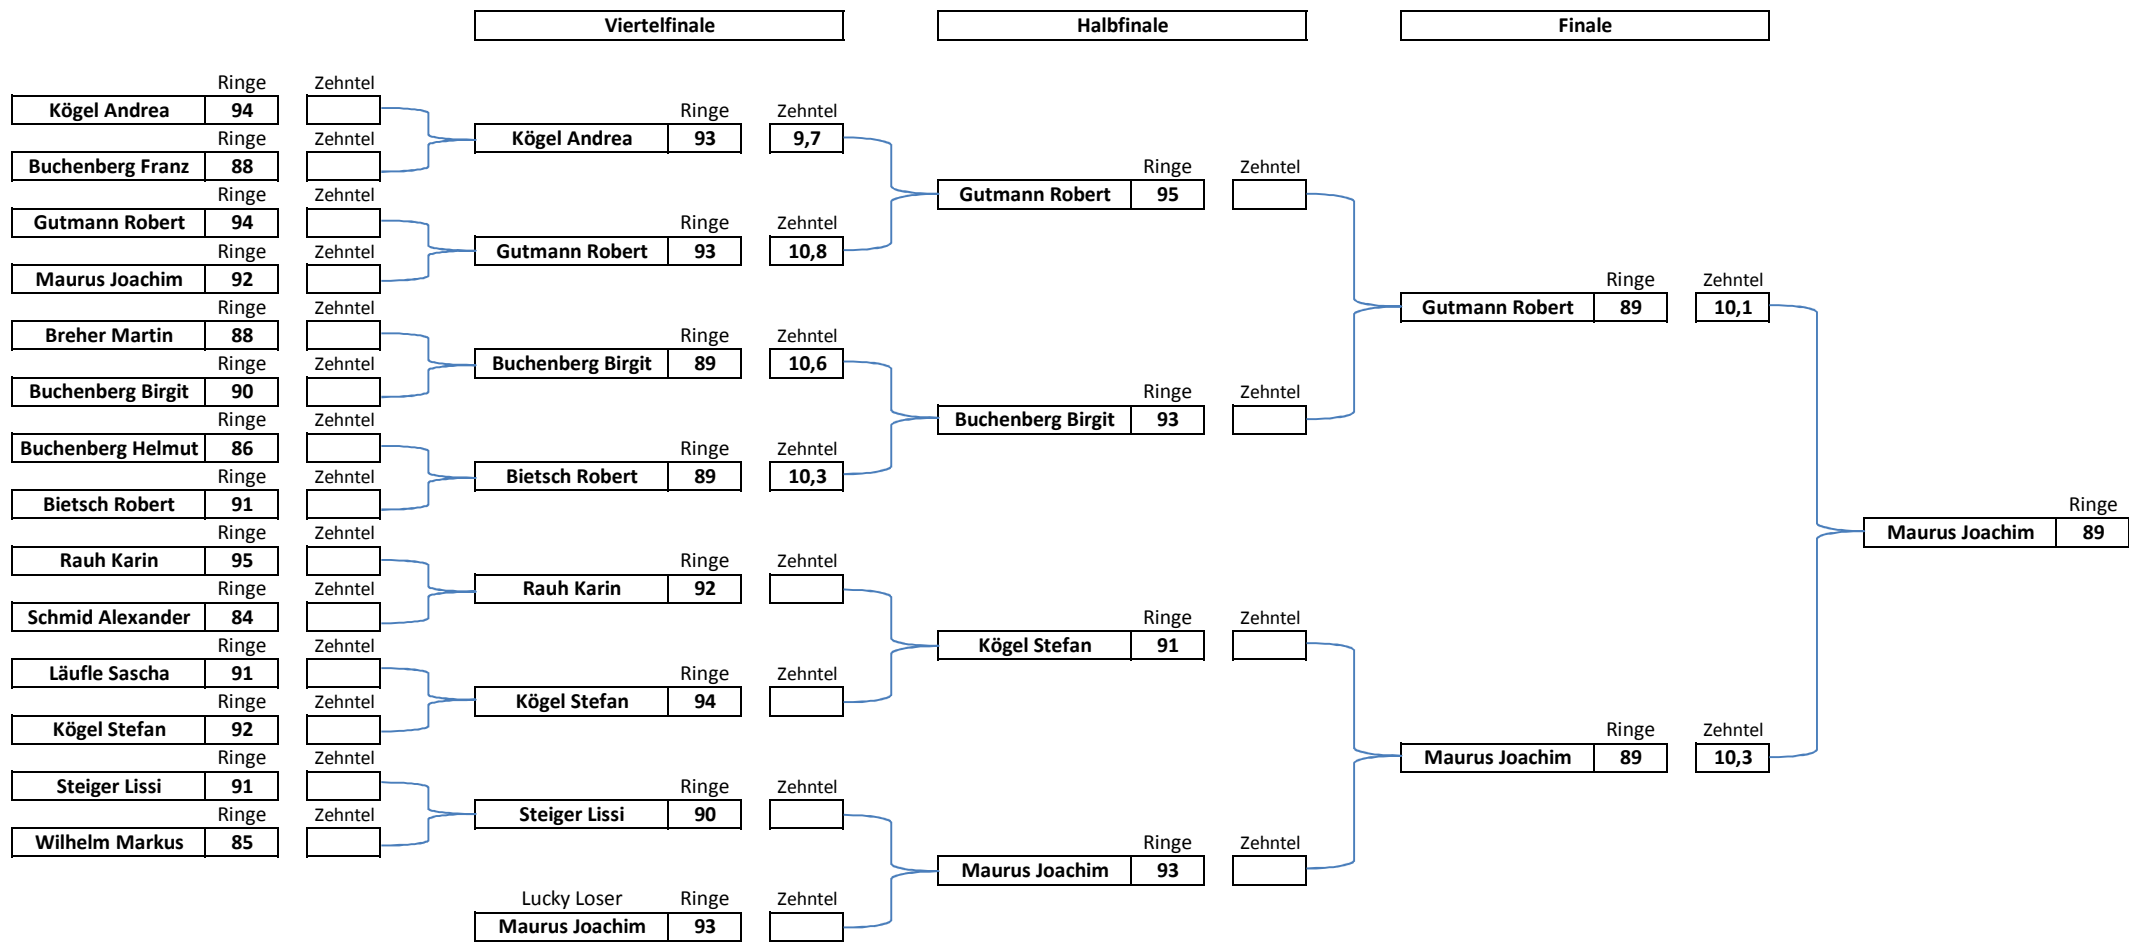 Viertelfinale Halbfinale Finale
Ringe Zehntel
Kögel Andrea 94
Ringe Zehntel
Buchenberg Franz 88
Ringe Zehntel
Gutmann Robert 94
Ringe Zehntel
Maurus Joachim 92
Ringe Zehntel
Breher Martin 88
Ringe Zehntel
Buchenberg Birgit 90
Ringe Zehntel
Buchenberg Helmut 86
Ringe Zehntel
Bietsch Robert 91
Ringe Zehntel
Rauh Karin 95
Ringe Zehntel
Schmid Alexander 84
Ringe Zehntel
Läufle Sascha 91
Ringe Zehntel
Kögel Stefan 92
Ringe Zehntel
Steiger Lissi 91
Ringe Zehntel
Wilhelm Markus 85
Ringe Zehntel
Kögel Andrea 93 9,7
Ringe Zehntel
Gutmann Robert 93 10,8
Ringe Zehntel
Buchenberg Birgit 89 10,6
Ringe Zehntel
Bietsch Robert 89 10,3
Ringe Zehntel
Rauh Karin 92
Ringe Zehntel
Kögel Stefan 94
Ringe Zehntel
Steiger Lissi 90
Lucky Loser Ringe Zehntel
Maurus Joachim 93
Ringe Zehntel
Gutmann Robert 95
Ringe Zehntel
Buchenberg Birgit 93
Ringe Zehntel
Kögel Stefan 91
Ringe Zehntel
Maurus Joachim 93
Ringe Zehntel
Gutmann Robert 89 10,1
Ringe Zehntel
Maurus Joachim 89 10,3
Ringe
Maurus Joachim 89